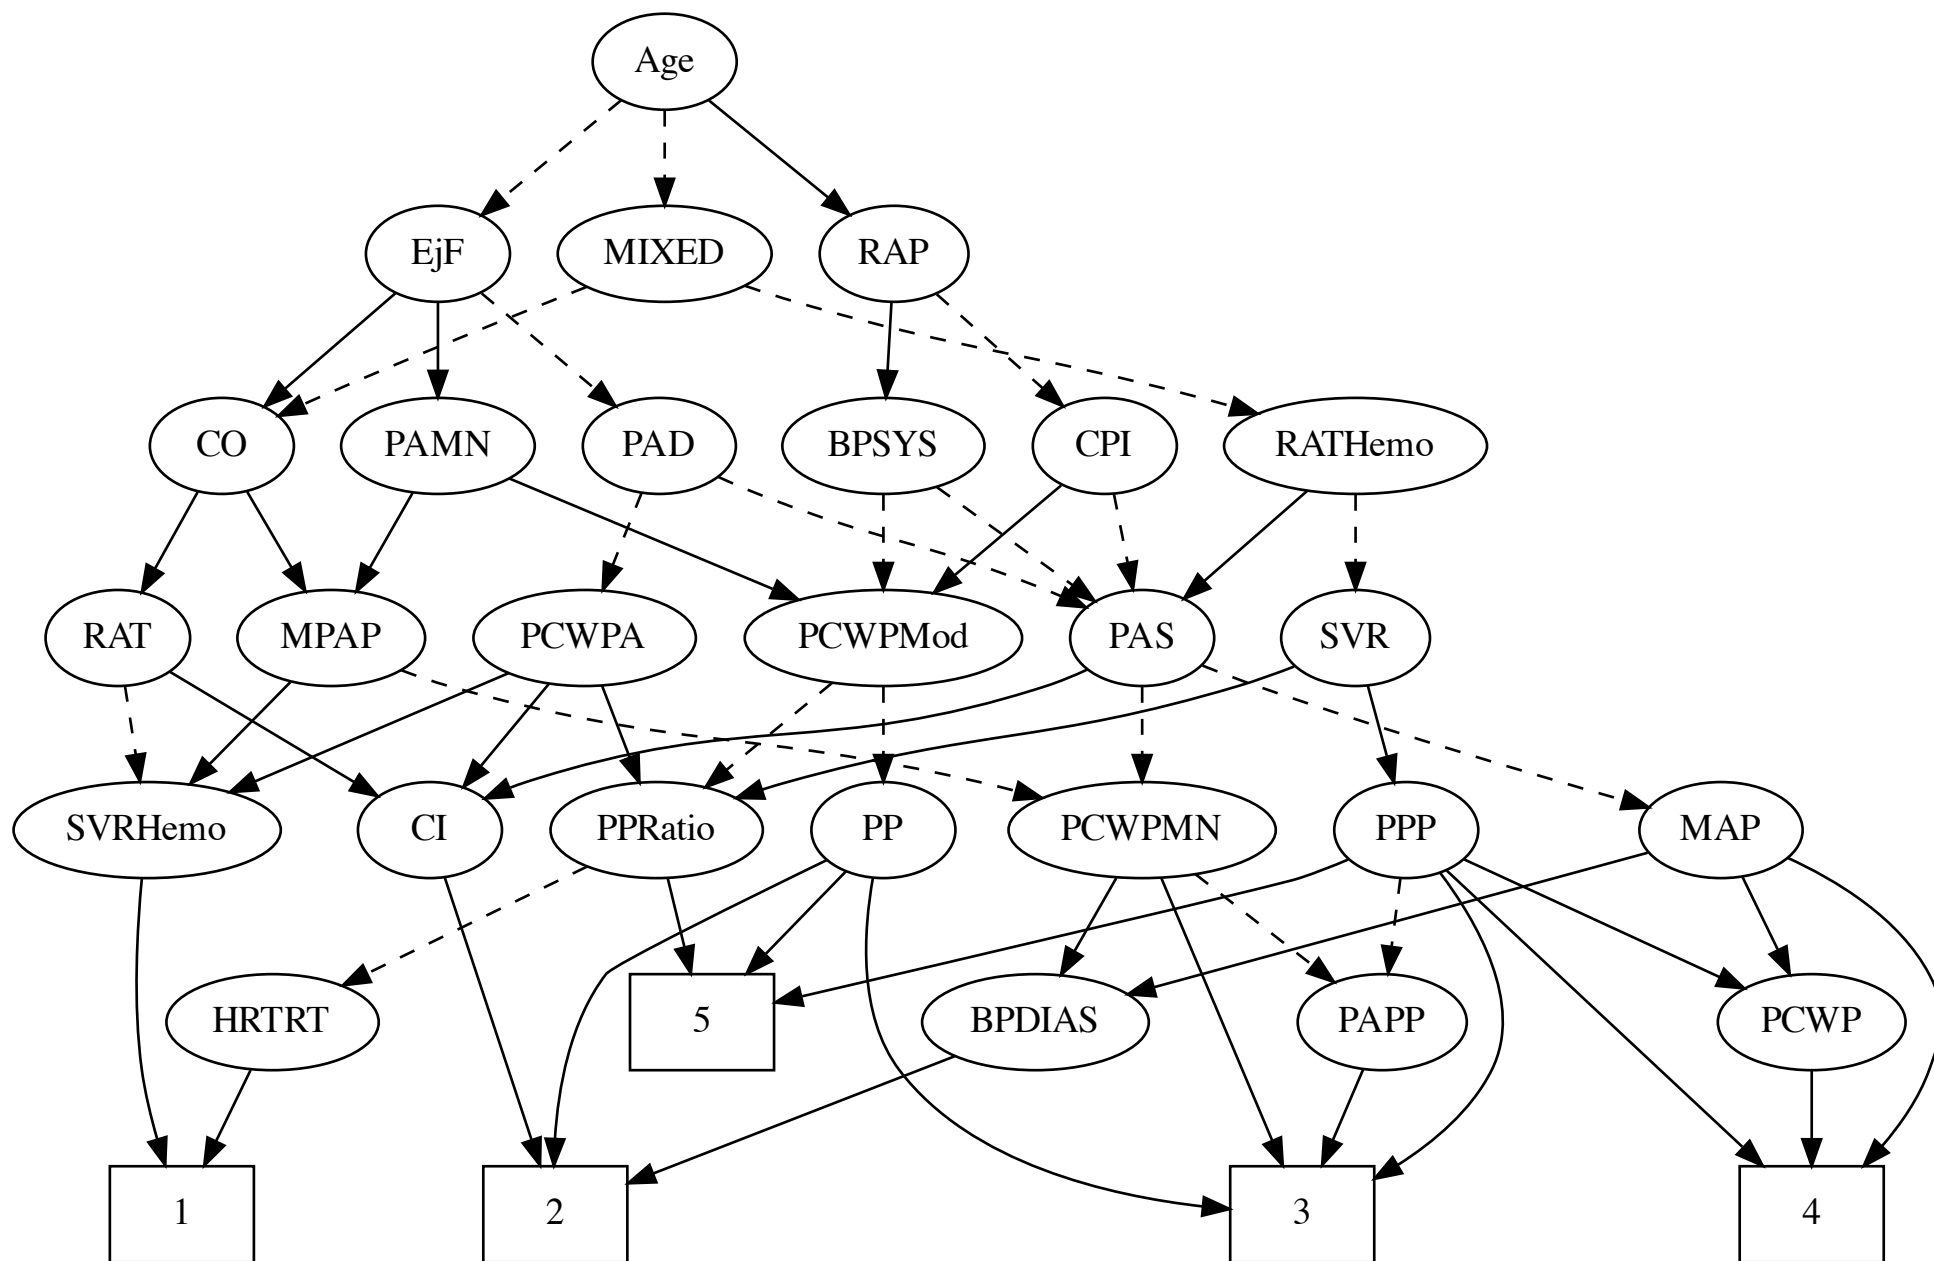 Age
EjF
MIXED
RAP
CO
PAMN
PAD
BPSYS
CPI
RATHemo
RAT
MPAP
PCWPA
PCWPMod
PAS
SVR
SVRHemo
CI
PPRatio
PP
PCWPMN
PPP
MAP
HRTRT
5
BPDIAS
PAPP
PCWP
1
2
3
4